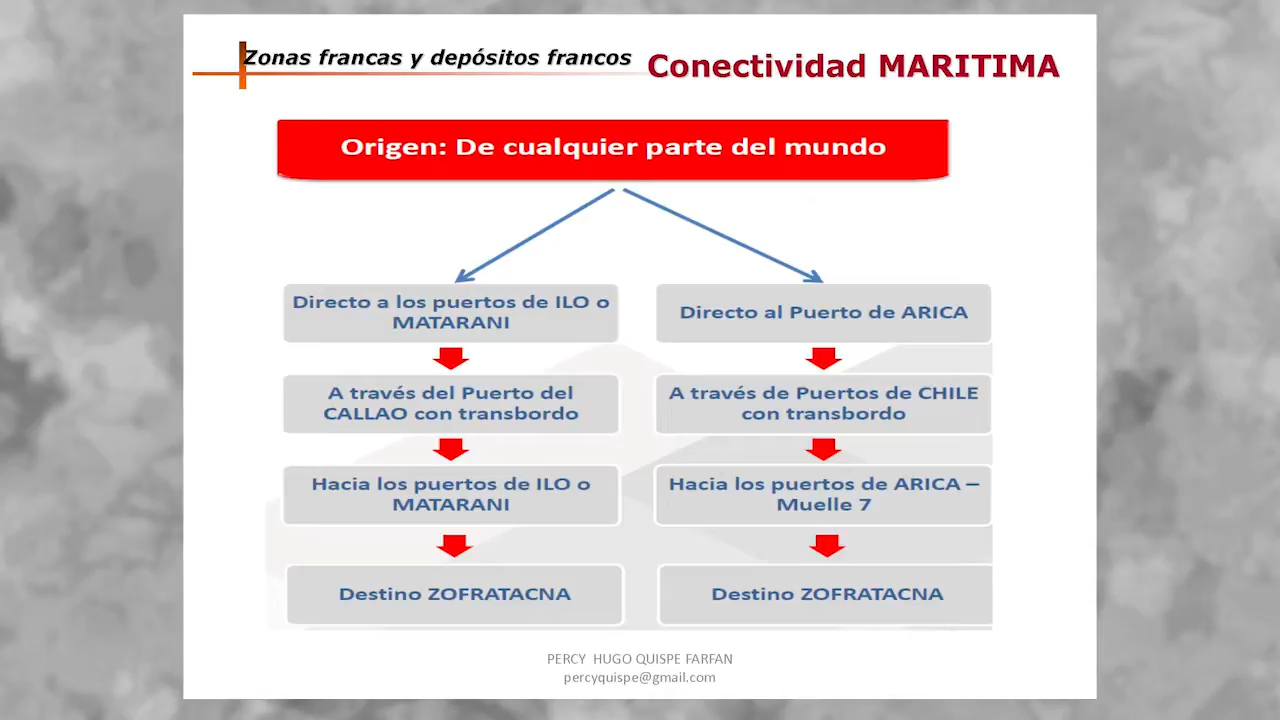 Zonas francas y depósitos francos
Conectividad MARITIMA
Origen: De cualquier parte del mundo
Directo a los puertos de ILO o
MATARANI
A través del Puerto del
CALLAO con transbordo
Hacia los puertos de ILO o
MATARANI
Destino ZOFRATACNA
Directo al Puerto de ARICA
A través de Puertos de CHILE
con transbordo
Hacia los puertos de ARICA –
Muelle 7
Destino ZOFRATACNA
PERCY HUGO QUISPE FARFAN
percyquispe@gmail.com